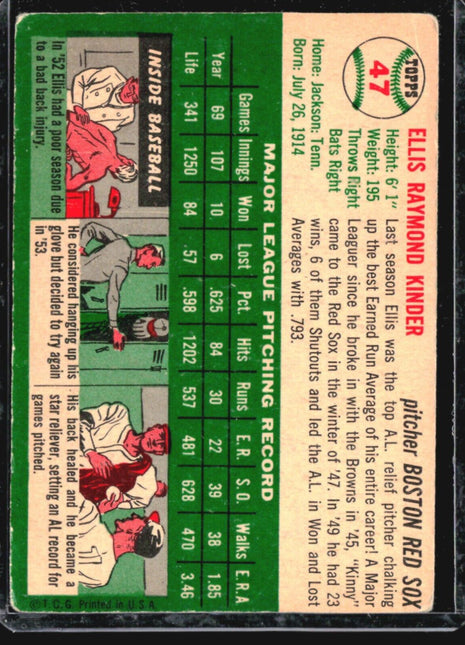 TOPPS
47
ELLIS RAYMOND KINDER
pitcher BOSTON RED SOX
Height: 6' 1"
Weight: 195
Throws Right
Bats Right
Home: Jackson, Tenn.
Born: July 26, 1914
Last season Ellis was the top A.L. relief pitcher chalking
up the best Earned Run Average of his entire career! A Major
Leaguer since he broke in with the Browns in '45, "Kinny"
came to the Red Sox in the winter of '47. In '49 he had 23
wins, 6 of them Shutouts and led the A.L. in Won and Lost
Averages with .793.
MAJOR LEAGUE PITCHING RECORD
Games Innings Won Lost Pct. Hits Runs E.R. S.O. Walks E.R.A
Year 69 107 10 6 .625 84 30 22 39 38 1.85
Life 341 1250 84 57 .598 1202 537 481 628 470 3.46
INSIDE BASEBALL
In '52 Ellis had a poor season due
to a bad back injury.
He considered hanging up his
glove but decided to try again
in '53.
His back healed and he became a
star reliever, setting an AL record for
games pitched.
© T.C.G. Printed in U.S.A.